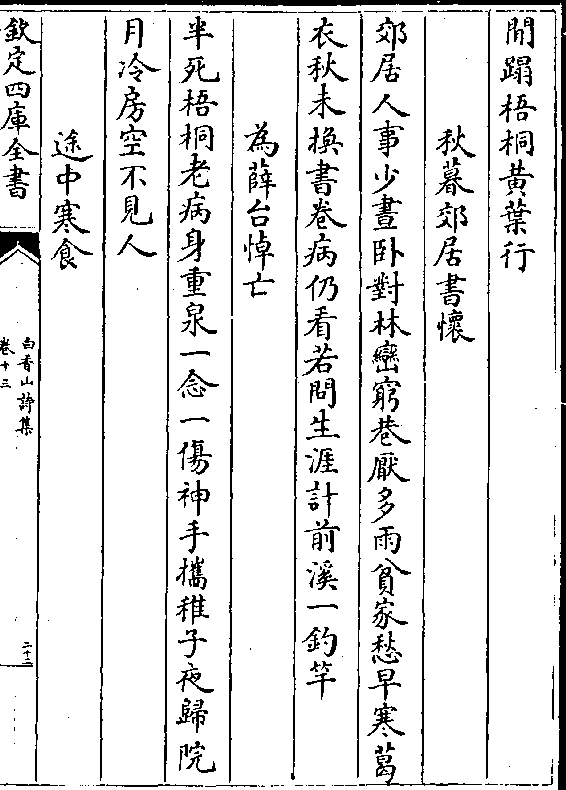 閒蹋梧桐黄葉行
秋暮郊居書懷
郊居人事少晝卧對林巒窮巷厭多雨貧家愁早寒葛
衣秋未換書卷病仍看若問生涯計前溪一釣竿
為薛台悼亡
半死梧桐老病身重泉一念一傷神手攜稚子夜歸院
月冷房空不見人
途中寒食
欽定四庫全書
白香山詩集
卷十三
二十二